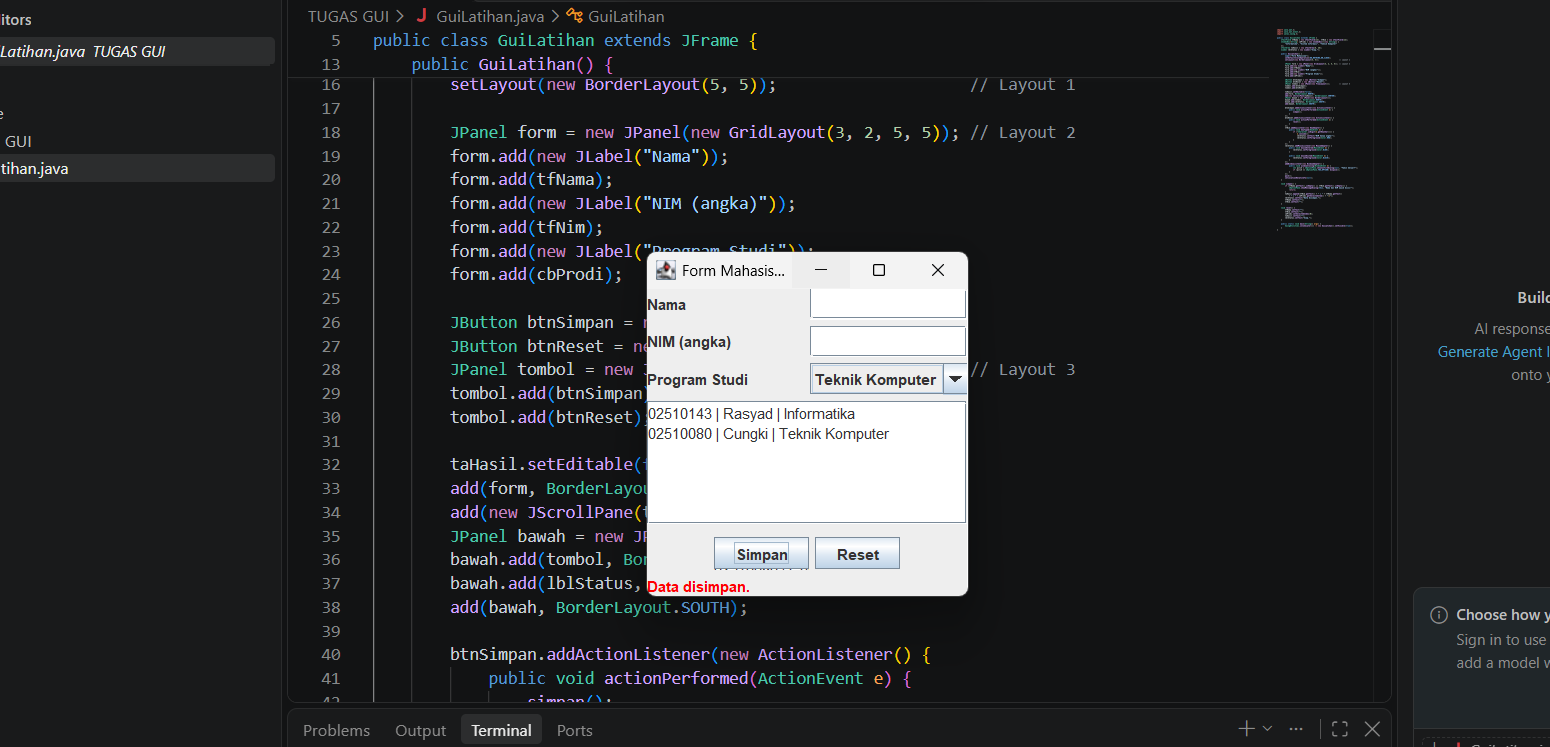 itors
Latihan.java TUGAS GUI
e
GUI
tihan.java
TUGAS GUI > J GuiLatihan.java > GuiLatihan
5 public class GuiLatihan extends JFrame {
13 public GuiLatihan() {
16 setLayout(new BorderLayout(5, 5)); // Layout 1
17
18 JPanel form = new JPanel(new GridLayout(3, 2, 5, 5)); // Layout 2
19 form.add(new JLabel("Nama"));
20 form.add(tfNama);
21 form.add(new JLabel("NIM (angka)"));
22 form.add(tfNim);
23 form.add(new JLabel("Program Studi"));
24 form.add(cbProdi);
25
26 JButton btnSimpan =
27 JButton btnReset = ne
28 JPanel tombol = new // Layout 3
29 tombol.add(btnSimpan
30 tombol.add(btnReset)
31
32 taHasil.setEditable(
33 add(form, BorderLayou
34 add(new JScrollPane(
35 JPanel bawah = new JP
36 bawah.add(tombol, Bor
37 bawah.add(lblStatus,
38 add(bawah, BorderLayout.SOUTH);
39
40 btnSimpan.addActionListener(new ActionListener() {
41 public void actionPerformed(ActionEvent e) {
42 simpan();
Form Mahasis...
Nama
NIM (angka)
Program Studi Teknik Komputer
02510143 | Rasyad | Informatika
02510080 | Cungki | Teknik Komputer
Simpan Reset
Data disimpan.
Problems Output Terminal Ports
Build
AI response
Generate Agent I
onto y
Choose how y
Sign in to use
add a model w